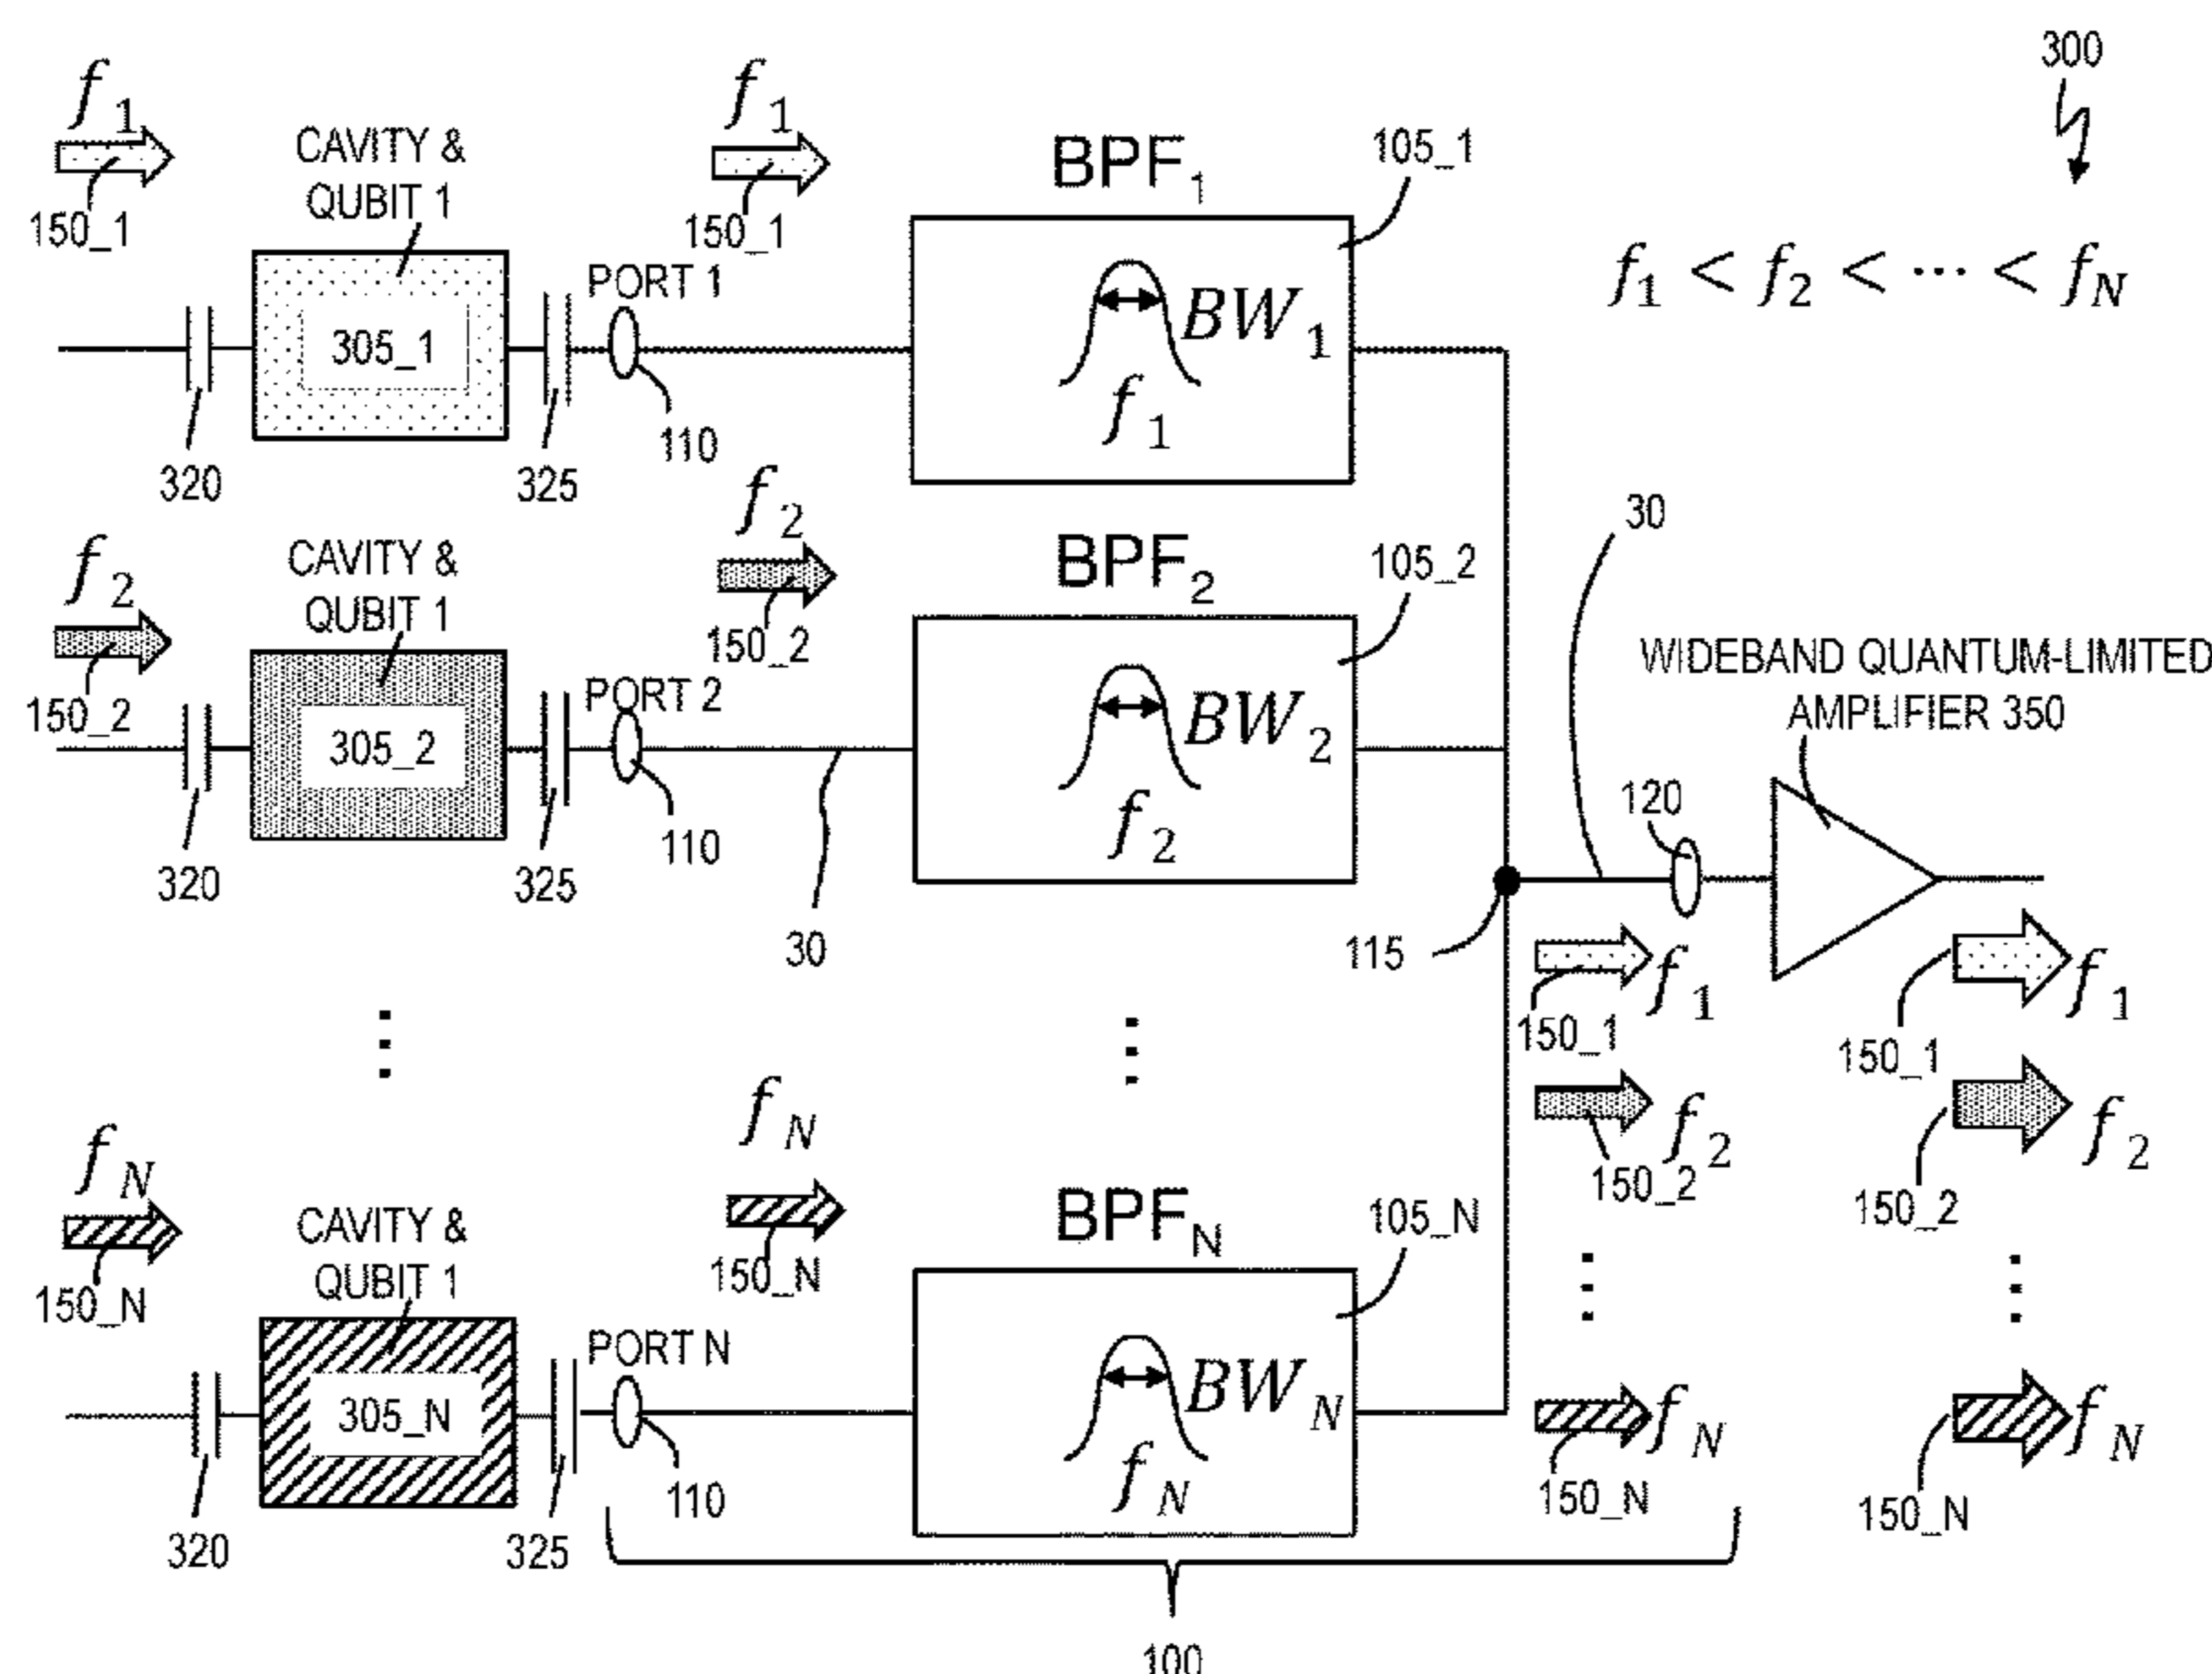 300
f1
f1
CAVITY &
QUBIT 1
150_1
150_1
BPF1
105_1
f1 < f2 < ··· < fN
PORT 1
305_1
BW1
f1
320
325
110
f2
f2
CAVITY &
QUBIT 1
150_2
150_2
BPF2
105_2
30
PORT 2
305_2
BW2
f2
320
325
110
30
WIDEBAND QUANTUM-LIMITED
AMPLIFIER 350
120
115
150_1
f1
150_1
f1
150_2
f2
150_2
f2
fN
fN
CAVITY &
QUBIT 1
150_N
150_N
BPFN
105_N
PORT N
305_N
BWN
fN
320
325
110
150_N
fN
150_N
fN
100